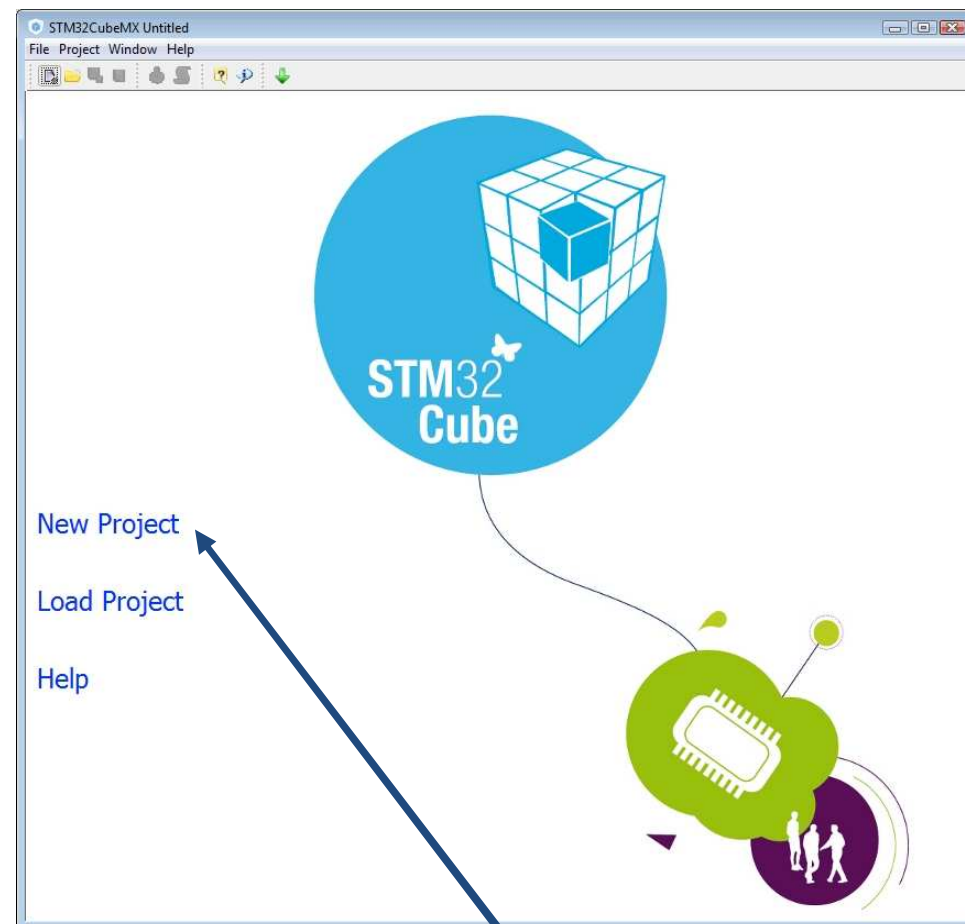 STM32CubeMX Untitled
File Project Window Help
STM32
Cube
New Project
Load Project
Help